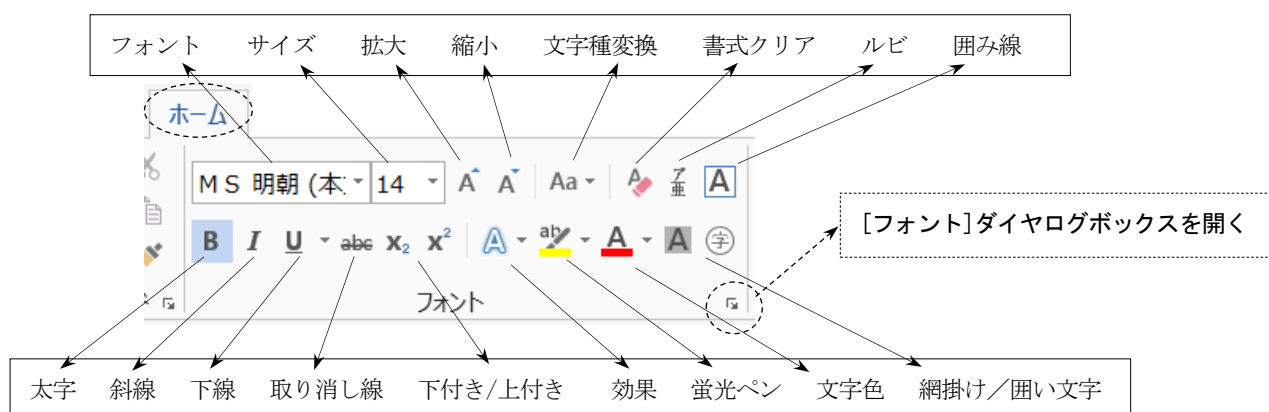 フォント サイズ 拡大 縮小 文字種変換 書式クリア ルビ 囲み線
ホーム
ＭＳ 明朝 (本 14 A A Aa A ア亜 A
[フォント]ダイヤログボックスを開く
B I U abc X₂ X² A ab A A 字
フォント
太字 斜線 下線 取り消し線 下付き/上付き 効果 蛍光ペン 文字色 網掛け／囲い文字